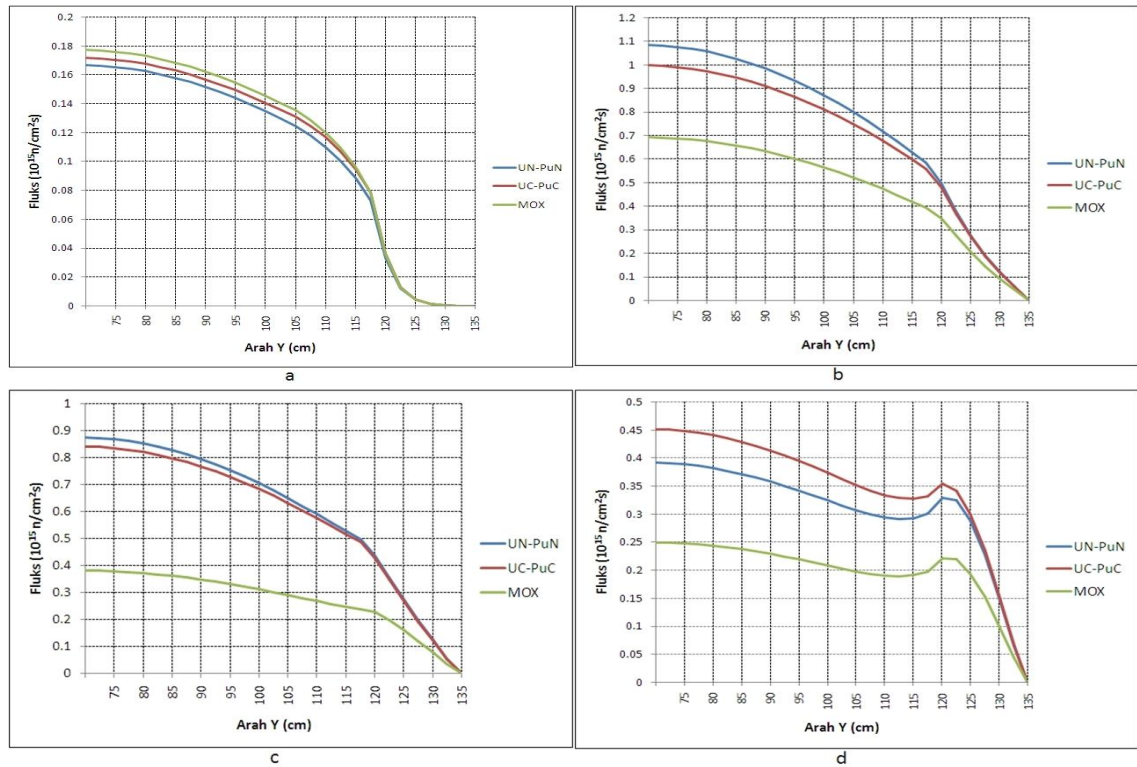 0.2
0.18
0.16
0.14
0.12
0.1
0.08
0.06
0.04
0.02
0
Fluks (10¹⁵n/cm²s)
75 80 85 90 95 100 105 110 115 120 125 130 135
Arah Y (cm)
UN-PuN
UC-PuC
MOX
a
1.2
1.1
1
0.9
0.8
0.7
0.6
0.5
0.4
0.3
0.2
0.1
0
Fluks (10¹⁵n/cm²s)
75 80 85 90 95 100 105 110 115 120 125 130 135
Arah Y (cm)
UN-PuN
UC-PuC
MOX
b
1
0.9
0.8
0.7
0.6
0.5
0.4
0.3
0.2
0.1
0
Fluks (10¹⁵n/cm²s)
75 80 85 90 95 100 105 110 115 120 125 130 135
Arah Y (cm)
UN-PuN
UC-PuC
MOX
c
0.5
0.45
0.4
0.35
0.3
0.25
0.2
0.15
0.1
0.05
0
Fluks (10¹⁵n/cm²s)
75 80 85 90 95 100 105 110 115 120 125 130 135
Arah Y (cm)
UN-PuN
UC-PuC
MOX
d